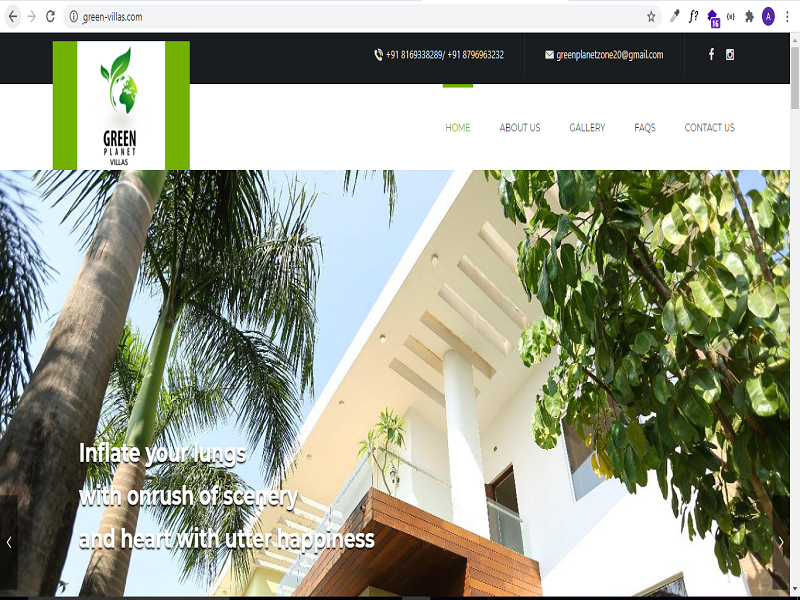 green-villas.com
f?
16
A
+91 8169338289/ +91 8796963232
greenplanetzone20@gmail.com
GREEN
PLANET
VILLAS
HOME
ABOUT US
GALLERY
FAQS
CONTACT US
Inflate your lungs
with onrush of scenery
and heart with utter happiness